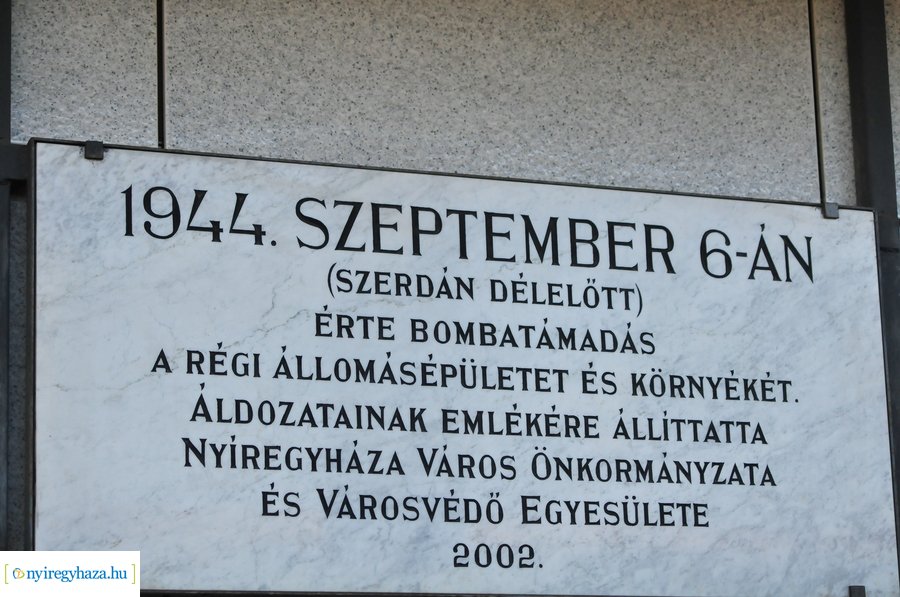 1944. SZEPTEMBER 6-ÁN
(SZERDÁN DÉLELŐTT)
ÉRTE BOMBATÁMADÁS
A RÉGI ÁLLOMÁSÉPÜLETET ÉS KÖRNYÉKÉT.
ÁLDOZATAINAK EMLÉKÉRE ÁLLÍTTATTA
NYÍREGYHÁZA VÁROS ÖNKORMÁNYZATA
ÉS VÁROSVÉDŐ EGYESÜLETE
2002.
nyiregyhaza.hu